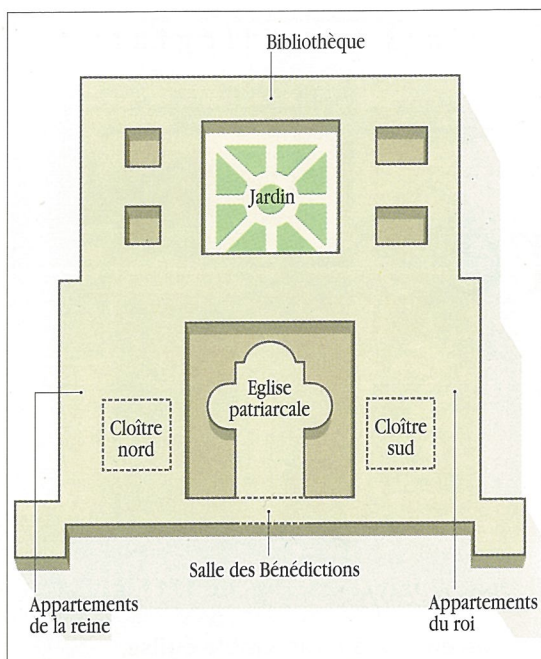 Bibliothèque
Jardin
Eglise
patriarcale
Cloître
nord
Cloître
sud
Salle des Bénédictions
Appartements
de la reine
Appartements
du roi